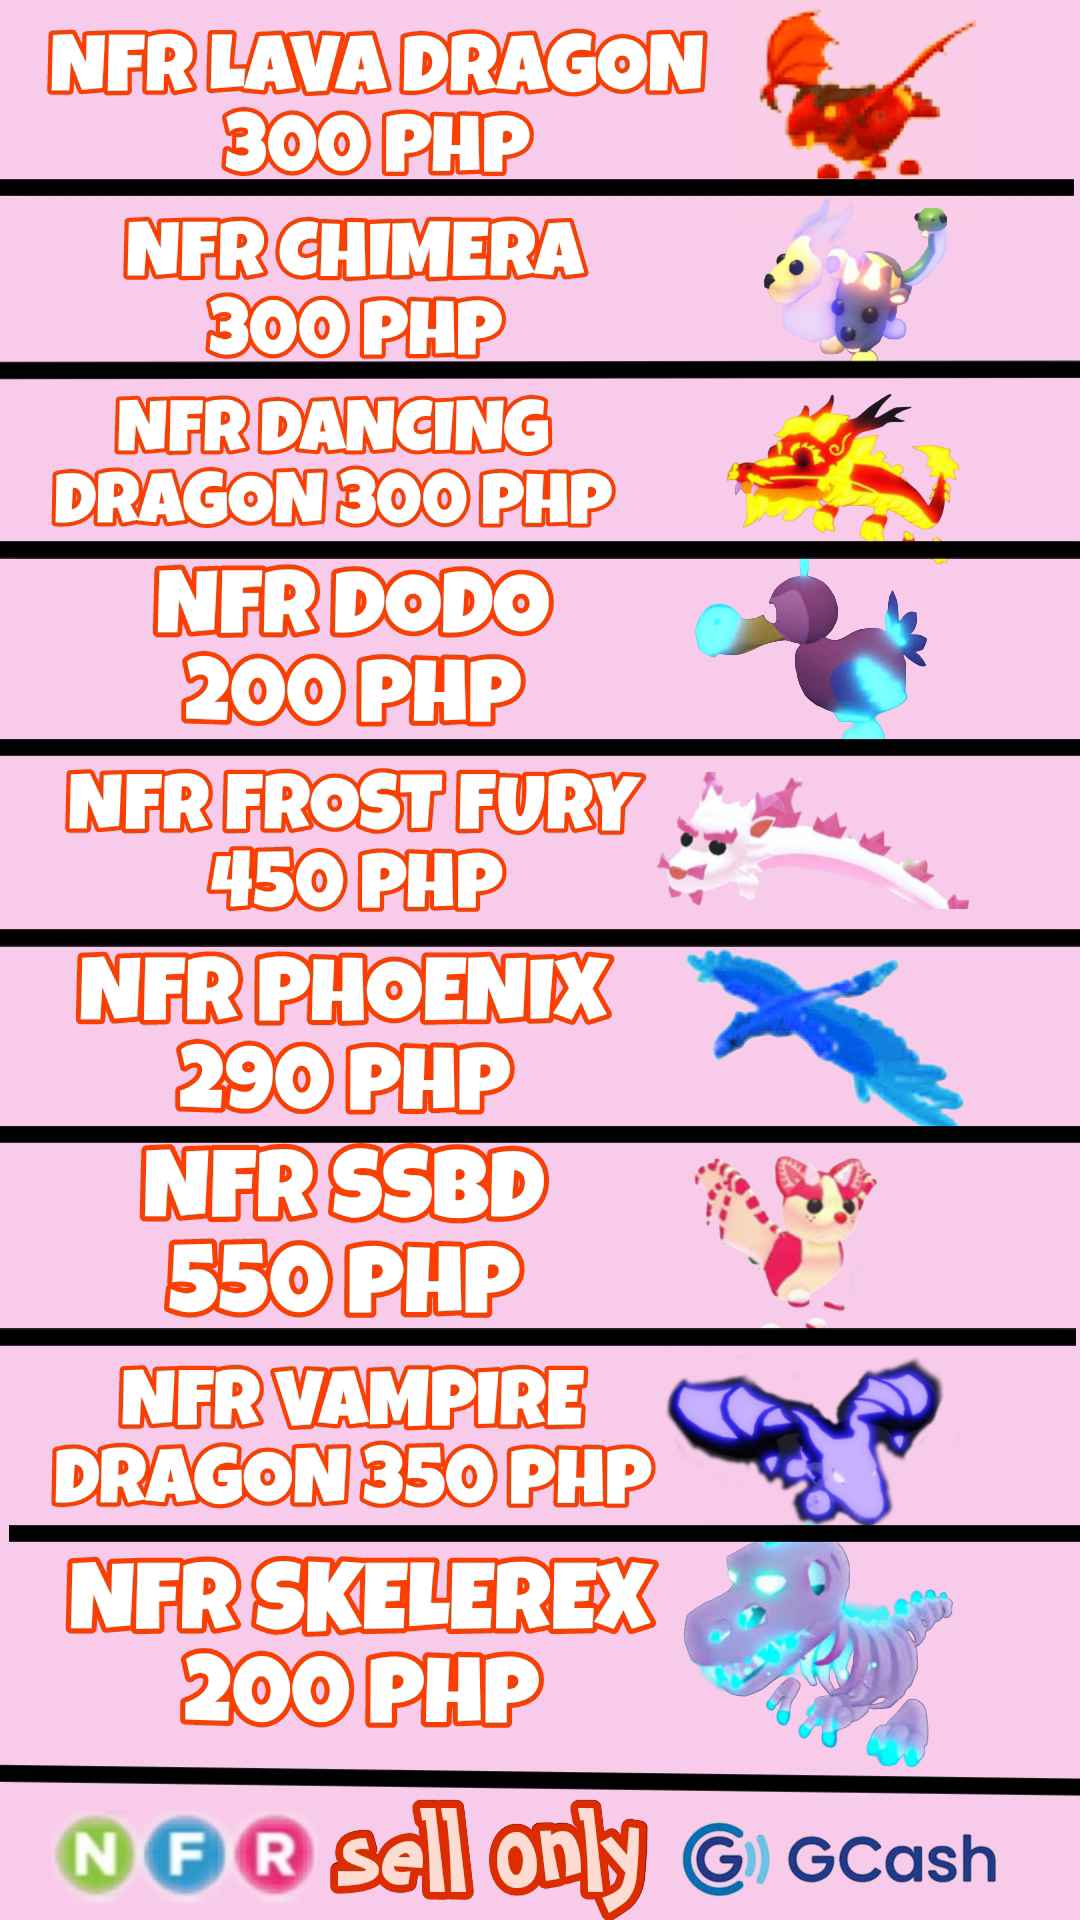 NFR LAVA DRAGON
300 PHP
NFR CHIMERA
300 PHP
NFR DANCING
DRAGON 300 PHP
NFR DODO
200 PHP
NFR FROST FURY
450 PHP
NFR PHOENIX
290 PHP
NFR SSBD
550 PHP
NFR VAMPIRE
DRAGON 350 PHP
NFR SKELEREX
200 PHP
N F R sell only G GCash